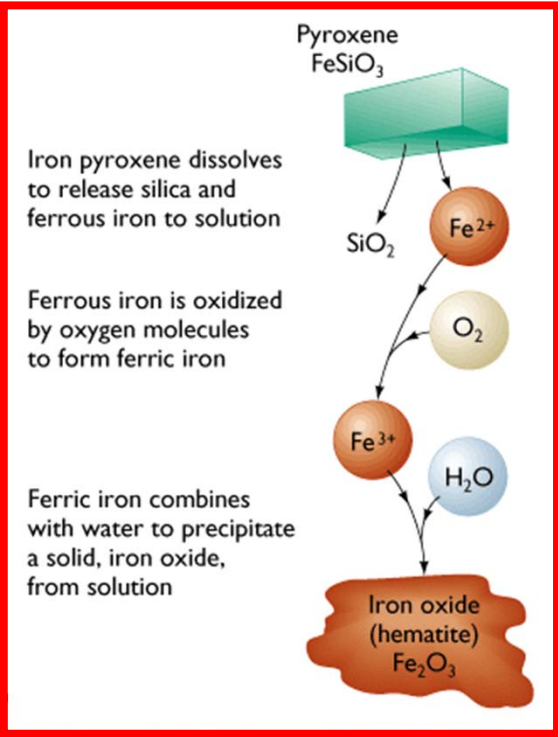 Pyroxene
FeSiO₃
Iron pyroxene dissolves
to release silica and
ferrous iron to solution
SiO₂
Fe²⁺
Ferrous iron is oxidized
by oxygen molecules
to form ferric iron
O₂
Fe³⁺
H₂O
Ferric iron combines
with water to precipitate
a solid, iron oxide,
from solution
Iron oxide
(hematite)
Fe₂O₃